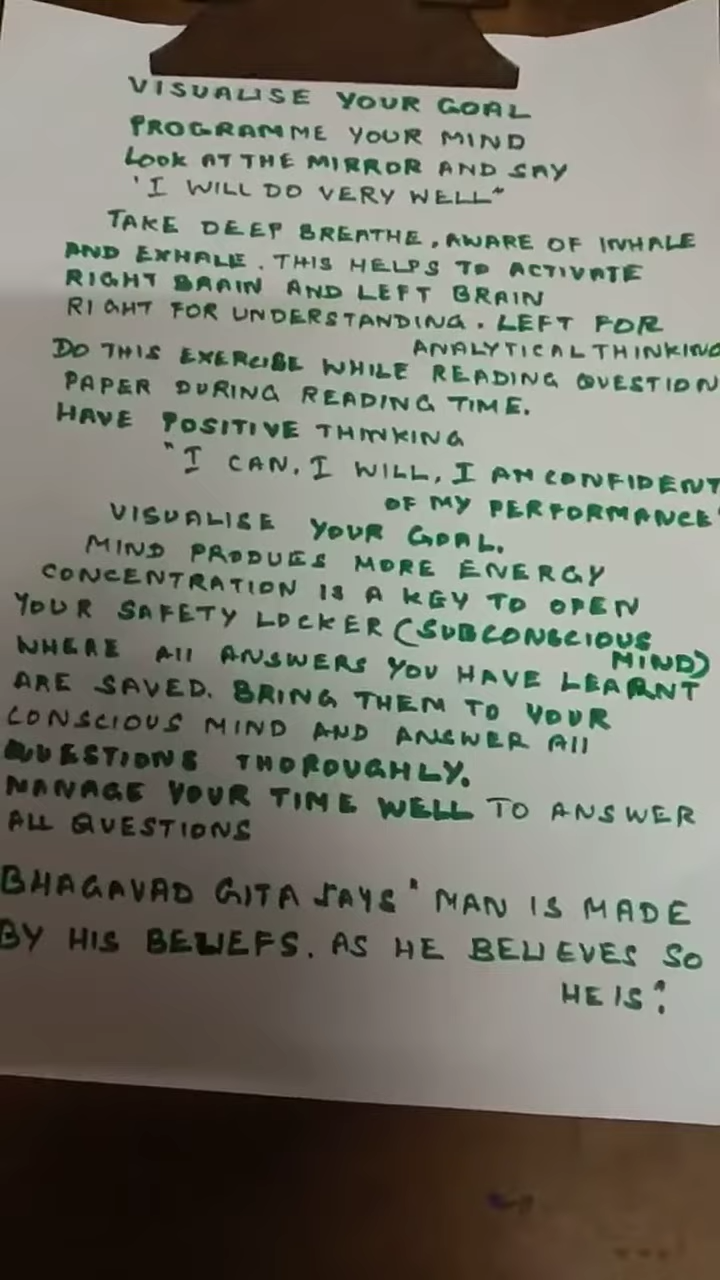 VISUALISE YOUR GOAL
PROGRAMME YOUR MIND
LOOK AT THE MIRROR AND SAY
'I WILL DO VERY WELL"
TAKE DEEP BREATHE, AWARE OF INHALE
AND EXHALE. THIS HELPS TO ACTIVATE
RIGHT BRAIN AND LEFT BRAIN
RIGHT FOR UNDERSTANDING. LEFT FOR
ANALYTICAL THINKING
DO THIS EXERCISE WHILE READING QUESTION
PAPER DURING READING TIME.
HAVE POSITIVE THINKING
"I CAN, I WILL, I AM CONFIDENT
OF MY PERFORMANCE"
VISUALISE YOUR GOAL.
MIND PRODUES MORE ENERGY
CONCENTRATION IS A KEY TO OPEN
YOUR SAFETY LOCKER (SUBCONSCIOUS
MIND)
WHERE All ANSWERS YOU HAVE LEARNT
ARE SAVED. BRING THEM TO YOUR
CONSCIOUS MIND AND ANSWER All
QUESTIONS THOROUGHLY.
MANAGE YOUR TIME WELL TO ANSWER
ALL QUESTIONS
BHAGAVAD GITA SAYS "MAN IS MADE
BY HIS BELIEFS. AS HE BELIEVES SO
HE IS".